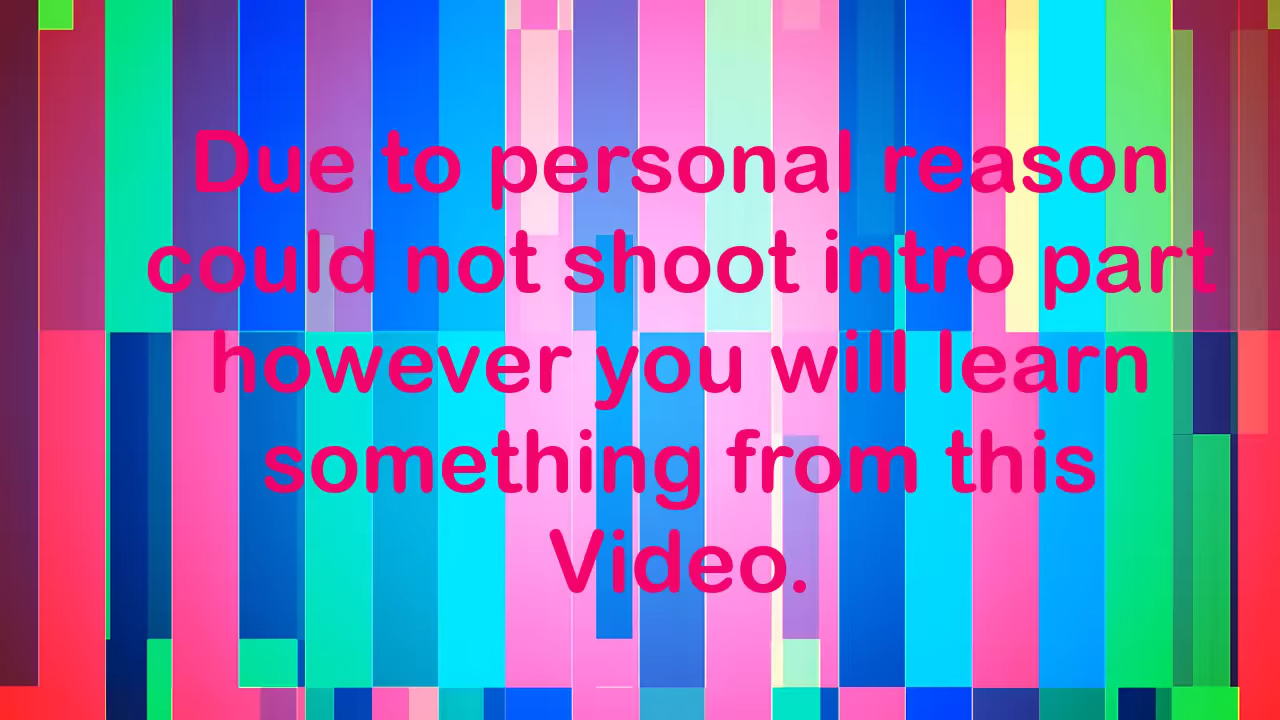 Due to personal reason
could not shoot intro part
however you will learn
something from this
Video.